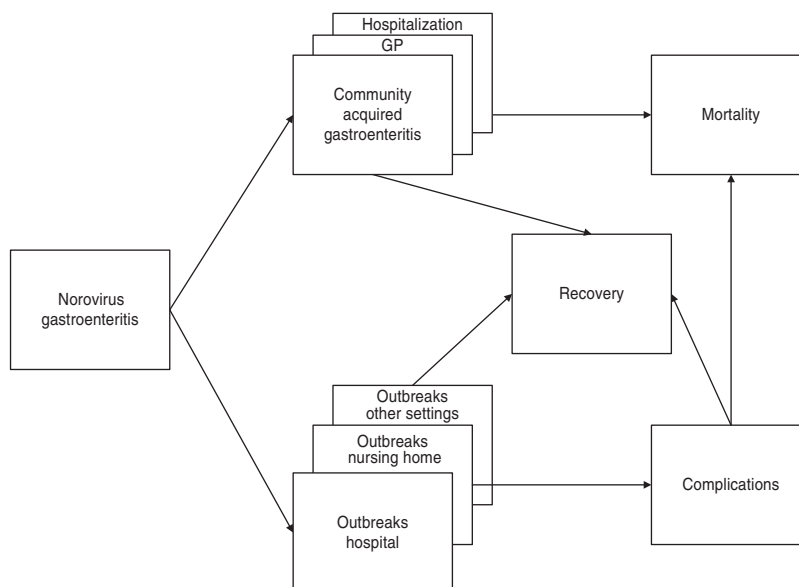 Hospitalization
GP
Community
acquired
gastroenteritis
Mortality
Norovirus
gastroenteritis
Recovery
Outbreaks
other settings
Outbreaks
nursing home
Outbreaks
hospital
Complications